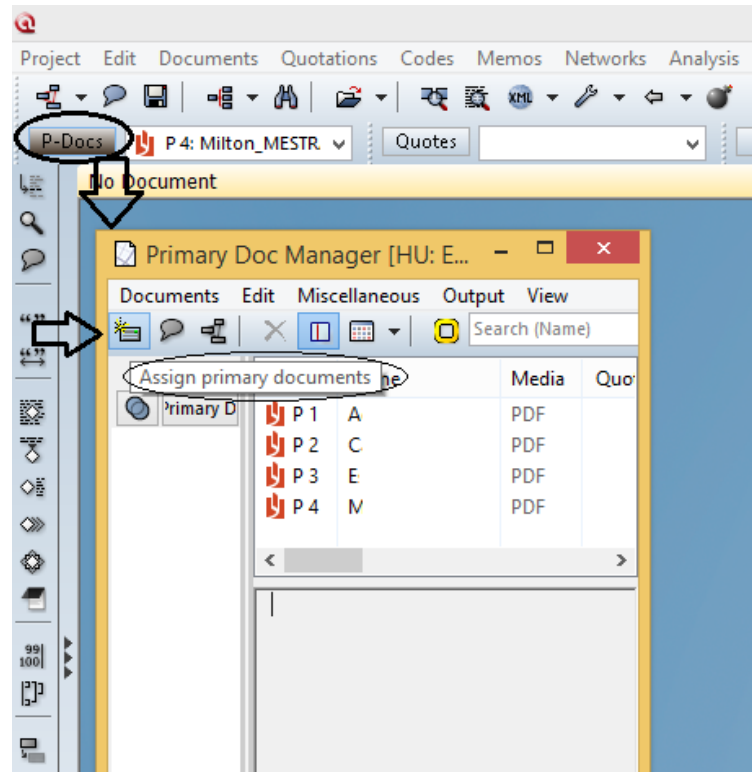 Project Edit Documents Quotations Codes Memos Networks Analysis
XML
P-Docs P 4: Milton_MESTR Quotes
No Document
Primary Doc Manager [HU: E...
Documents Edit Miscellaneous Output View
Search (Name)
Assign primary documents
Media Quo
Primary D
P 1 A PDF
P 2 C PDF
P 3 E PDF
P 4 M PDF
99
100